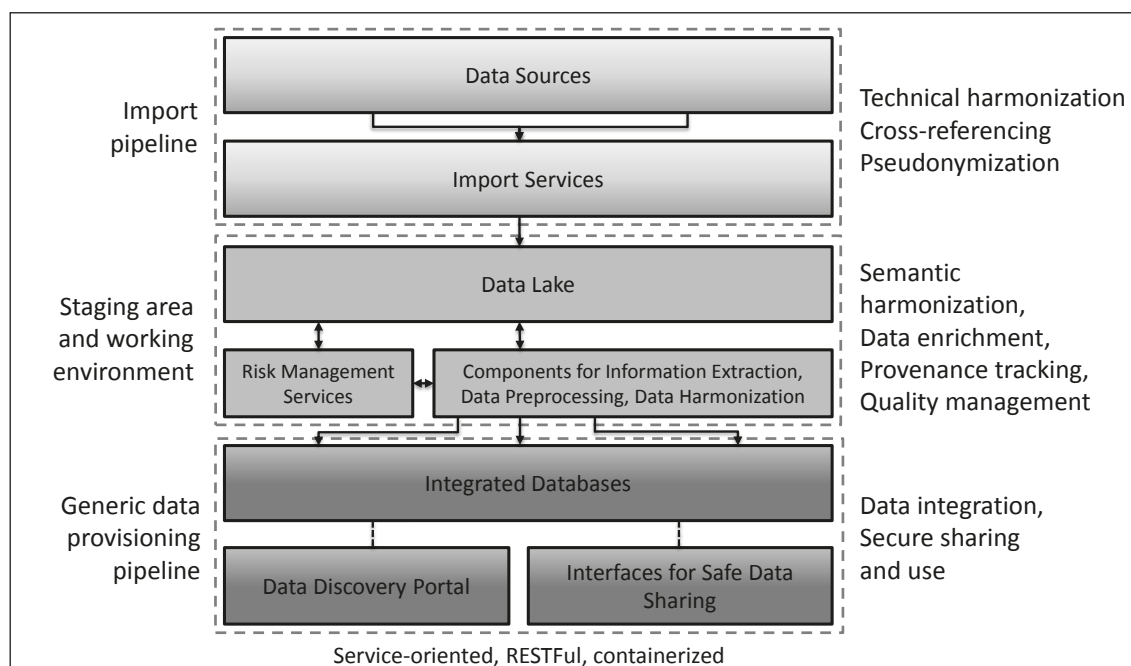 Data Sources
Import
pipeline
Technical harmonization
Cross-referencing
Pseudonymization
Import Services
Data Lake
Staging area
and working
environment
Semantic
harmonization,
Data enrichment,
Provenance tracking,
Quality management
Risk Management
Services
Components for Information Extraction,
Data Preprocessing, Data Harmonization
Integrated Databases
Generic data
provisioning
pipeline
Data integration,
Secure sharing
and use
Data Discovery Portal
Interfaces for Safe Data
Sharing
Service-oriented, RESTFul, containerized